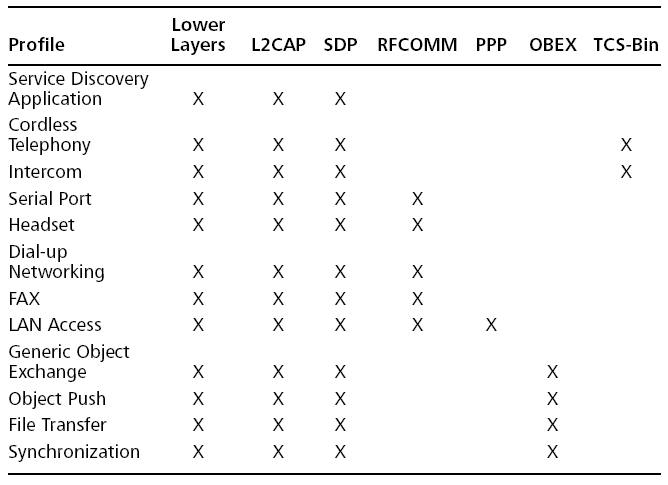 Profile Lower Layers L2CAP SDP RFCOMM PPP OBEX TCS-Bin
Service Discovery
Application X X X
Cordless
Telephony X X X X
Intercom X X X X
Serial Port X X X X
Headset X X X X
Dial-up
Networking X X X X
FAX X X X X
LAN Access X X X X X
Generic Object
Exchange X X X X
Object Push X X X X
File Transfer X X X X
Synchronization X X X X